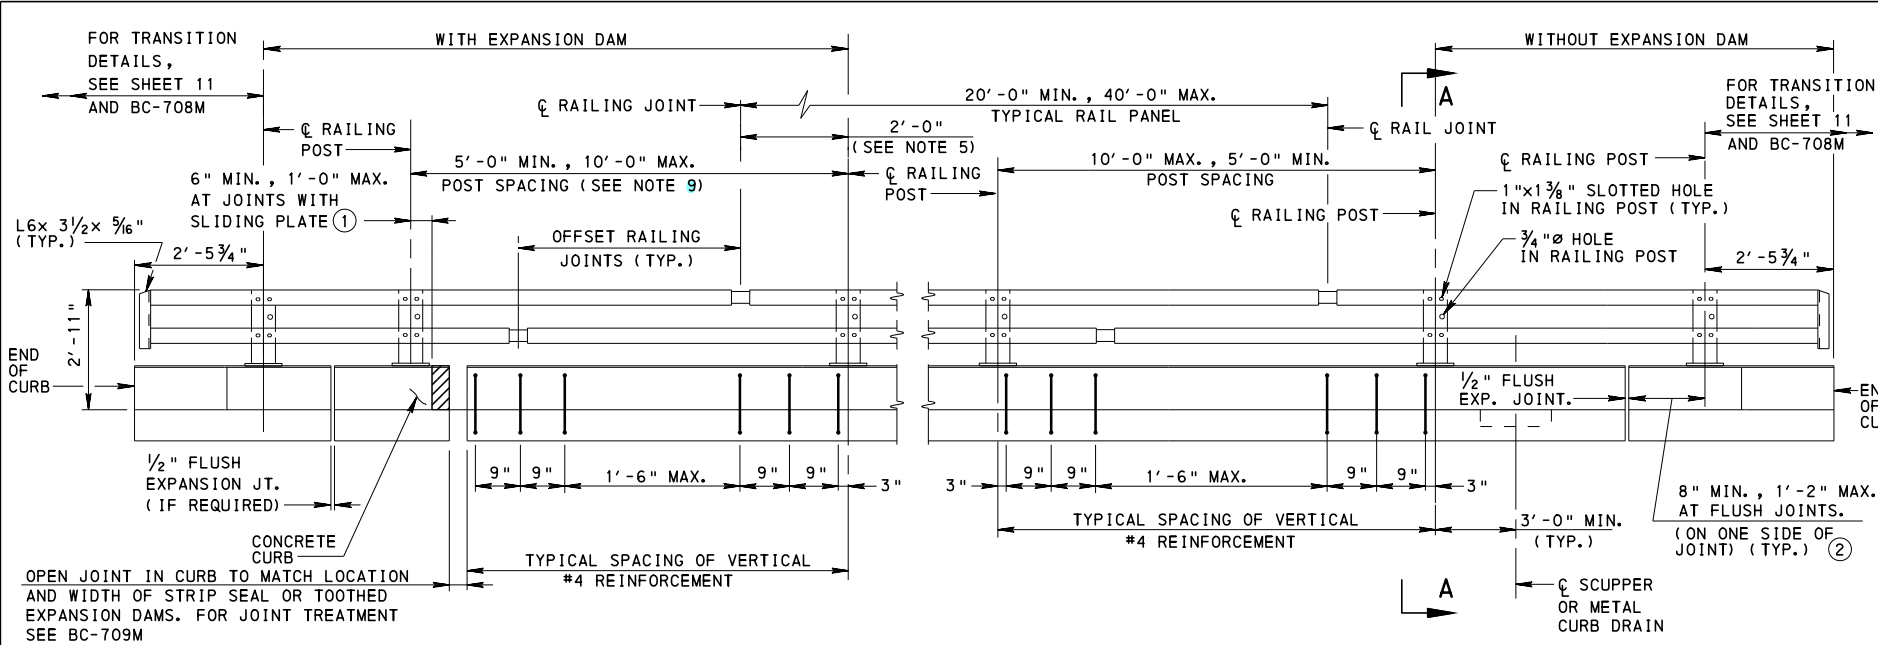 FOR TRANSITION
DETAILS,
SEE SHEET 11
AND BC-708M
WITH EXPANSION DAM
WITHOUT EXPANSION DAM
FOR TRANSITION
DETAILS,
SEE SHEET 11
AND BC-708M
℄ RAILING JOINT
20'-0" MIN., 40'-0" MAX.
TYPICAL RAIL PANEL
A
℄ RAIL JOINT
℄ RAILING
POST
2'-0"
(SEE NOTE 5)
5'-0" MIN., 10'-0" MAX.
POST SPACING (SEE NOTE 9)
℄ RAILING
POST
10'-0" MAX., 5'-0" MIN.
POST SPACING
℄ RAILING POST
6" MIN., 1'-0" MAX.
AT JOINTS WITH
SLIDING PLATE 1
1"x1⅜" SLOTTED HOLE
IN RAILING POST (TYP.)
℄ RAILING POST
L6x 3½x 5/16"
(TYP.)
2'-5¾"
OFFSET RAILING
JOINTS (TYP.)
¾"ø HOLE
IN RAILING POST
2'-5¾"
2'-11"
END
OF
CURB
½" FLUSH
EXP. JOINT.
EN
OF
CU
½" FLUSH
EXPANSION JT.
(IF REQUIRED)
9" 9" 1'-6" MAX. 9" 9" 3"
3" 9" 9" 1'-6" MAX. 9" 9" 3"
8" MIN., 1'-2" MAX.
AT FLUSH JOINTS.
(ON ONE SIDE OF
JOINT) (TYP.) 2
CONCRETE
CURB
TYPICAL SPACING OF VERTICAL
#4 REINFORCEMENT
TYPICAL SPACING OF VERTICAL
#4 REINFORCEMENT
3'-0" MIN.
(TYP.)
OPEN JOINT IN CURB TO MATCH LOCATION
AND WIDTH OF STRIP SEAL OR TOOTHED
EXPANSION DAMS. FOR JOINT TREATMENT
SEE BC-709M
A
℄ SCUPPER
OR METAL
CURB DRAIN